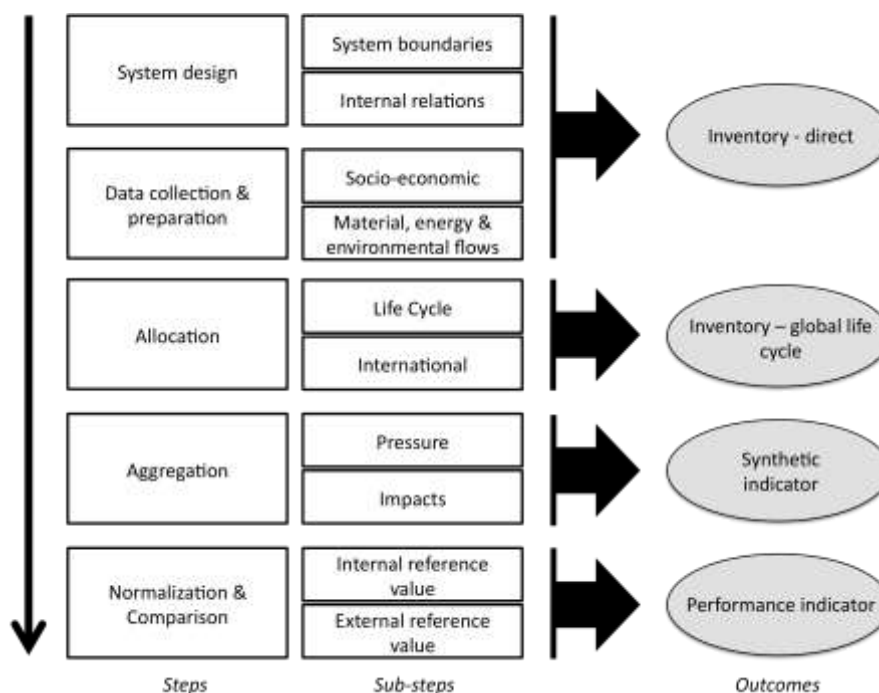 System design
System boundaries
Internal relations
Inventory - direct
Data collection &
preparation
Socio-economic
Material, energy &
environmental flows
Allocation
Life Cycle
International
Inventory – global life
cycle
Aggregation
Pressure
Impacts
Synthetic
indicator
Normalization &
Comparison
Internal reference
value
External reference
value
Performance indicator
Steps
Sub-steps
Outcomes